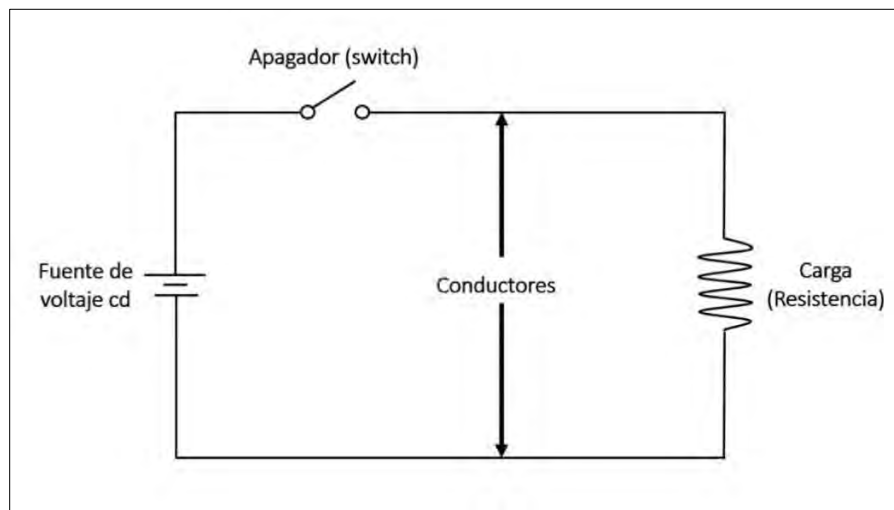 Apagador (switch)
Fuente de
voltaje cd
Conductores
Carga
(Resistencia)